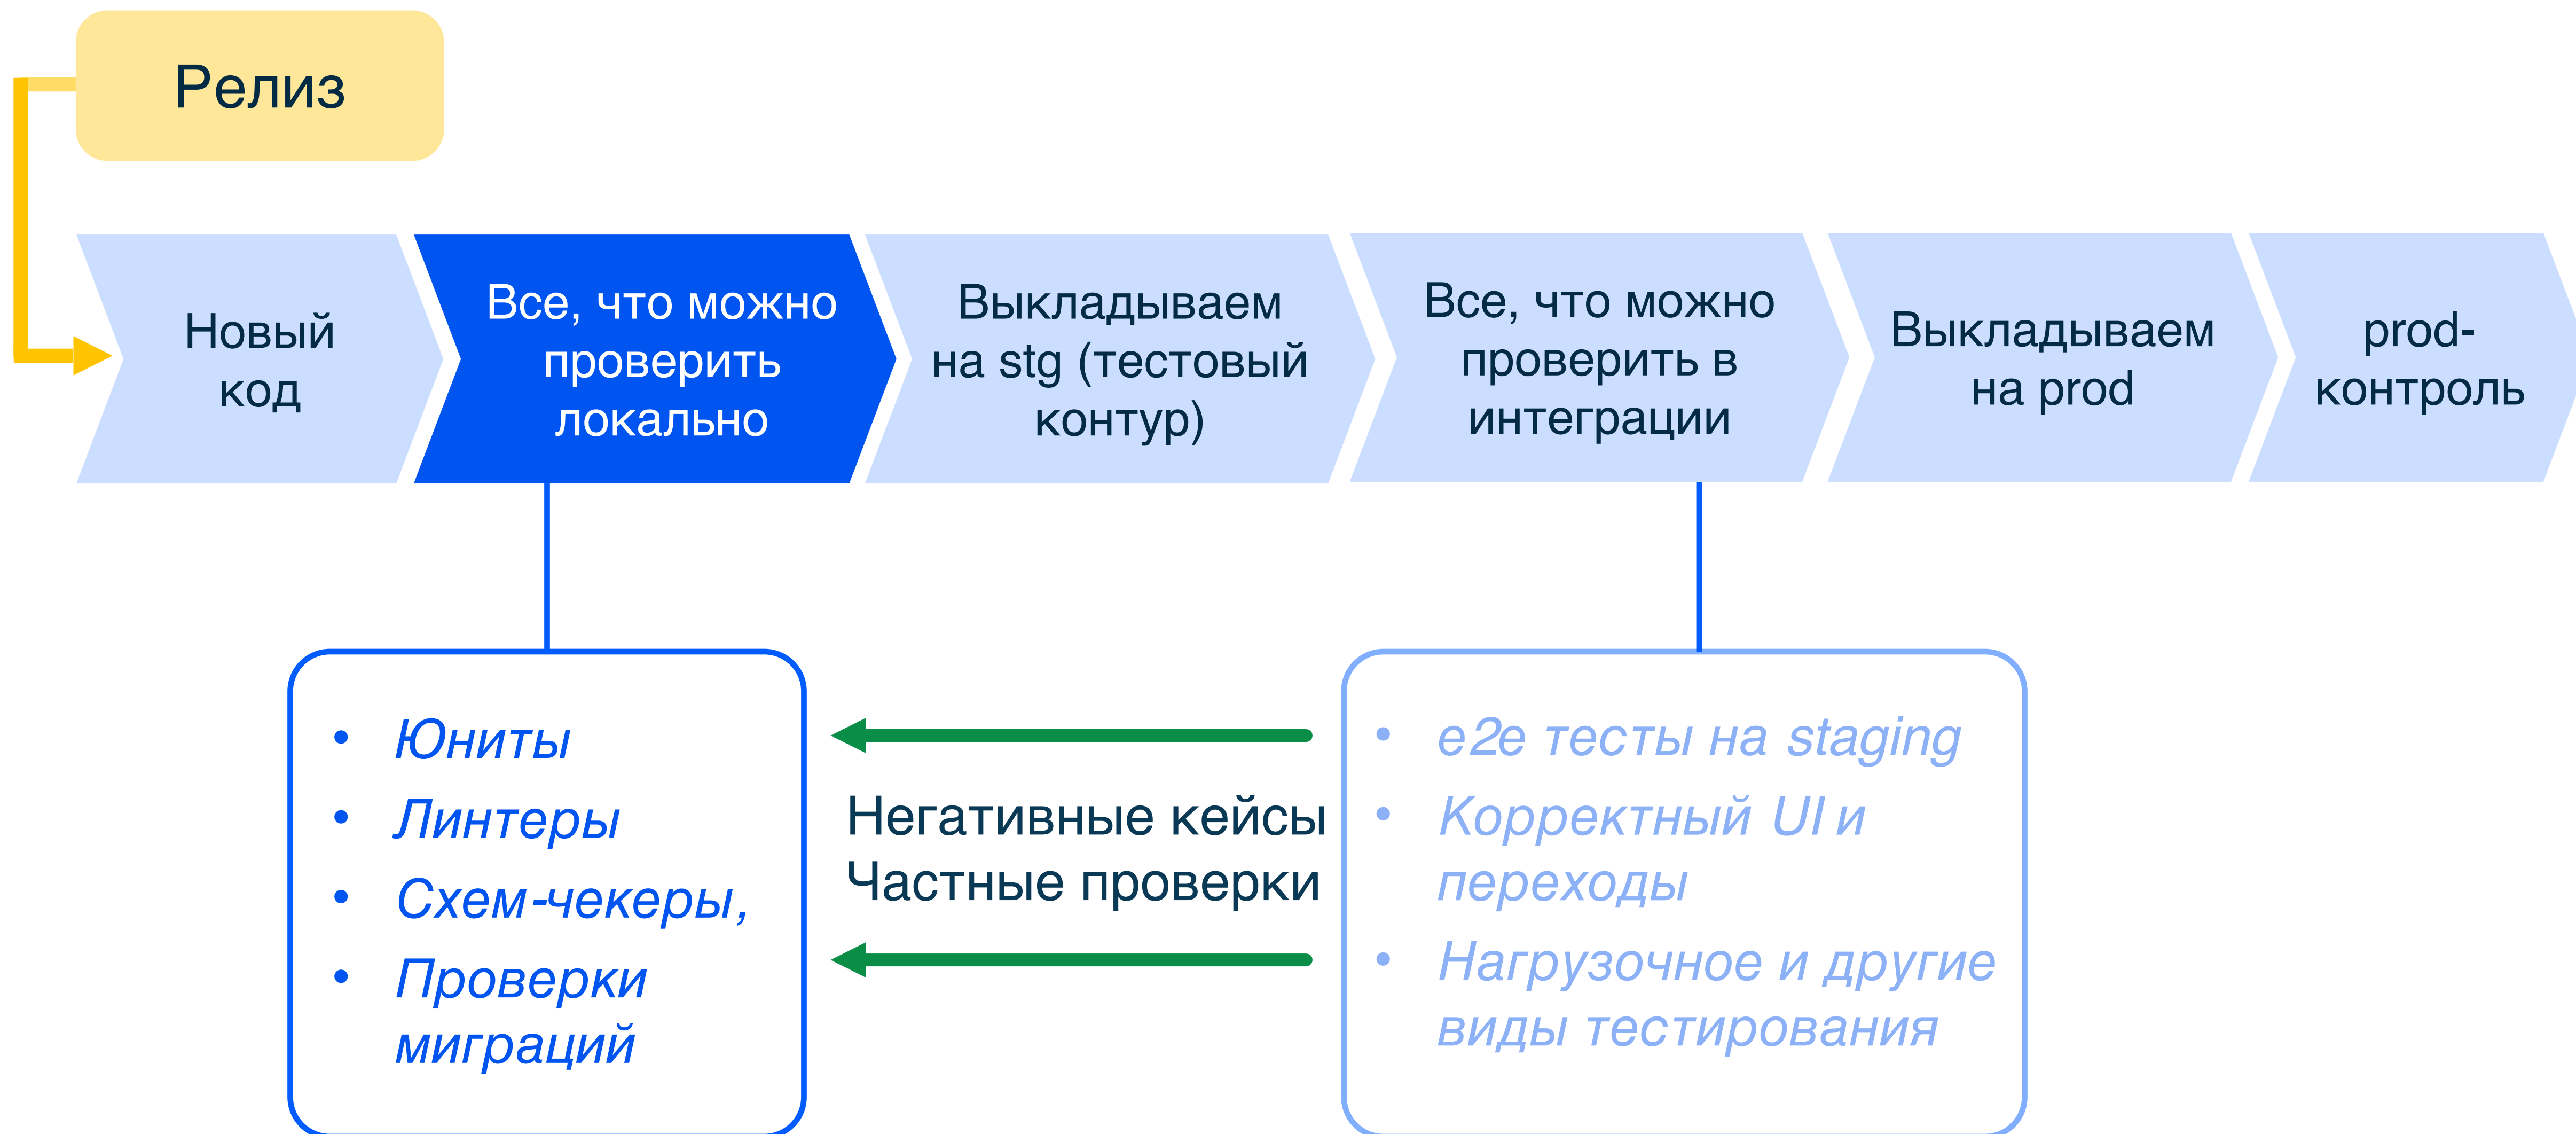 Релиз
Новый
код
Все, что можно
проверить
локально
Выкладываем
на stg (тестовый
контур)
Все, что можно
проверить в
интеграции
Выкладываем
на prod
prod-
контроль
• Юниты
• Линтеры
• Схем-чекеры,
• Проверки
миграций
Негативные кейсы
Частные проверки
• e2e тесты на staging
• Корректный UI и
переходы
• Нагрузочное и другие
виды тестирования